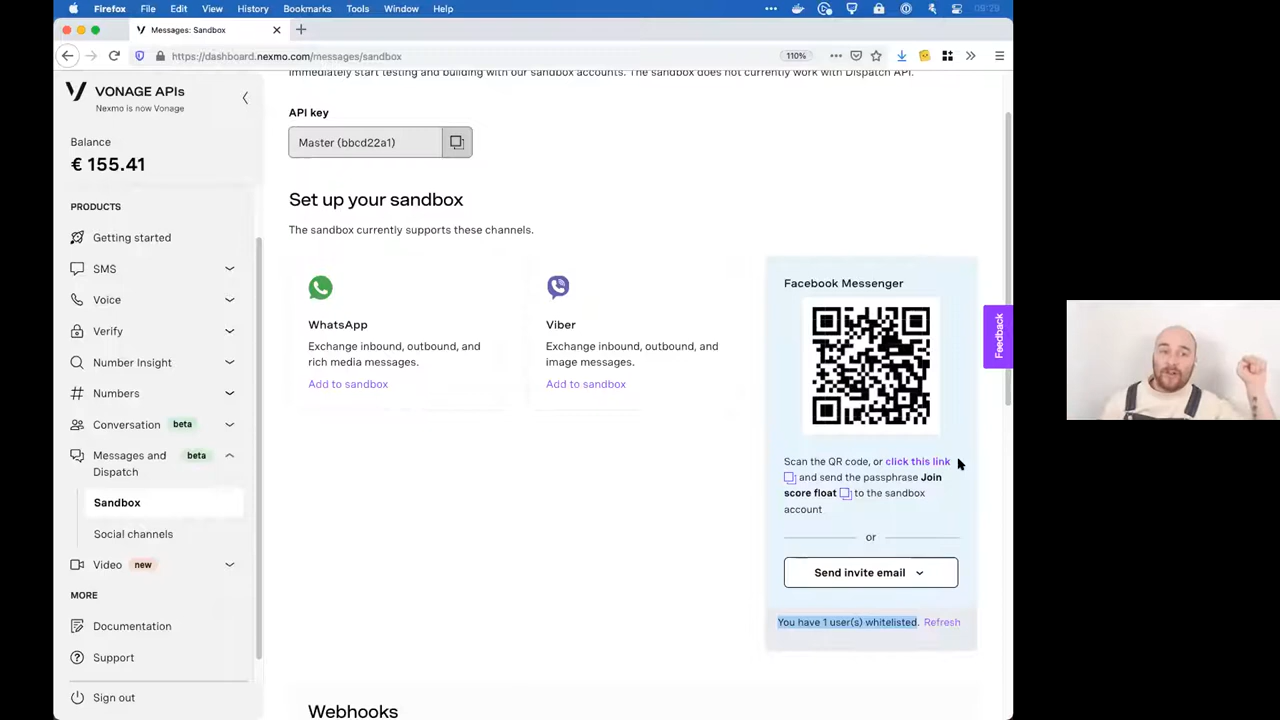 Firefox File Edit View History Bookmarks Tools Window Help
09:29
Messages: Sandbox
https://dashboard.nexmo.com/messages/sandbox
110%
VONAGE APIs
Nexmo is now Vonage
Balance
€ 155.41
PRODUCTS
Getting started
SMS
Voice
Verify
Number Insight
Numbers
Conversation beta
Messages and beta
Dispatch
Sandbox
Social channels
Video new
MORE
Documentation
Support
Sign out
immediately start testing and building with our sandbox accounts. The sandbox does not currently work with Dispatch API.
API key
Master (bbcd22a1)
Set up your sandbox
The sandbox currently supports these channels.
WhatsApp
Exchange inbound, outbound, and
rich media messages.
Add to sandbox
Viber
Exchange inbound, outbound, and
image messages.
Add to sandbox
Facebook Messenger
Scan the QR code, or click this link
and send the passphrase Join
score float to the sandbox
account
or
Send invite email
You have 1 user(s) whitelisted. Refresh
Feedback
Webhooks